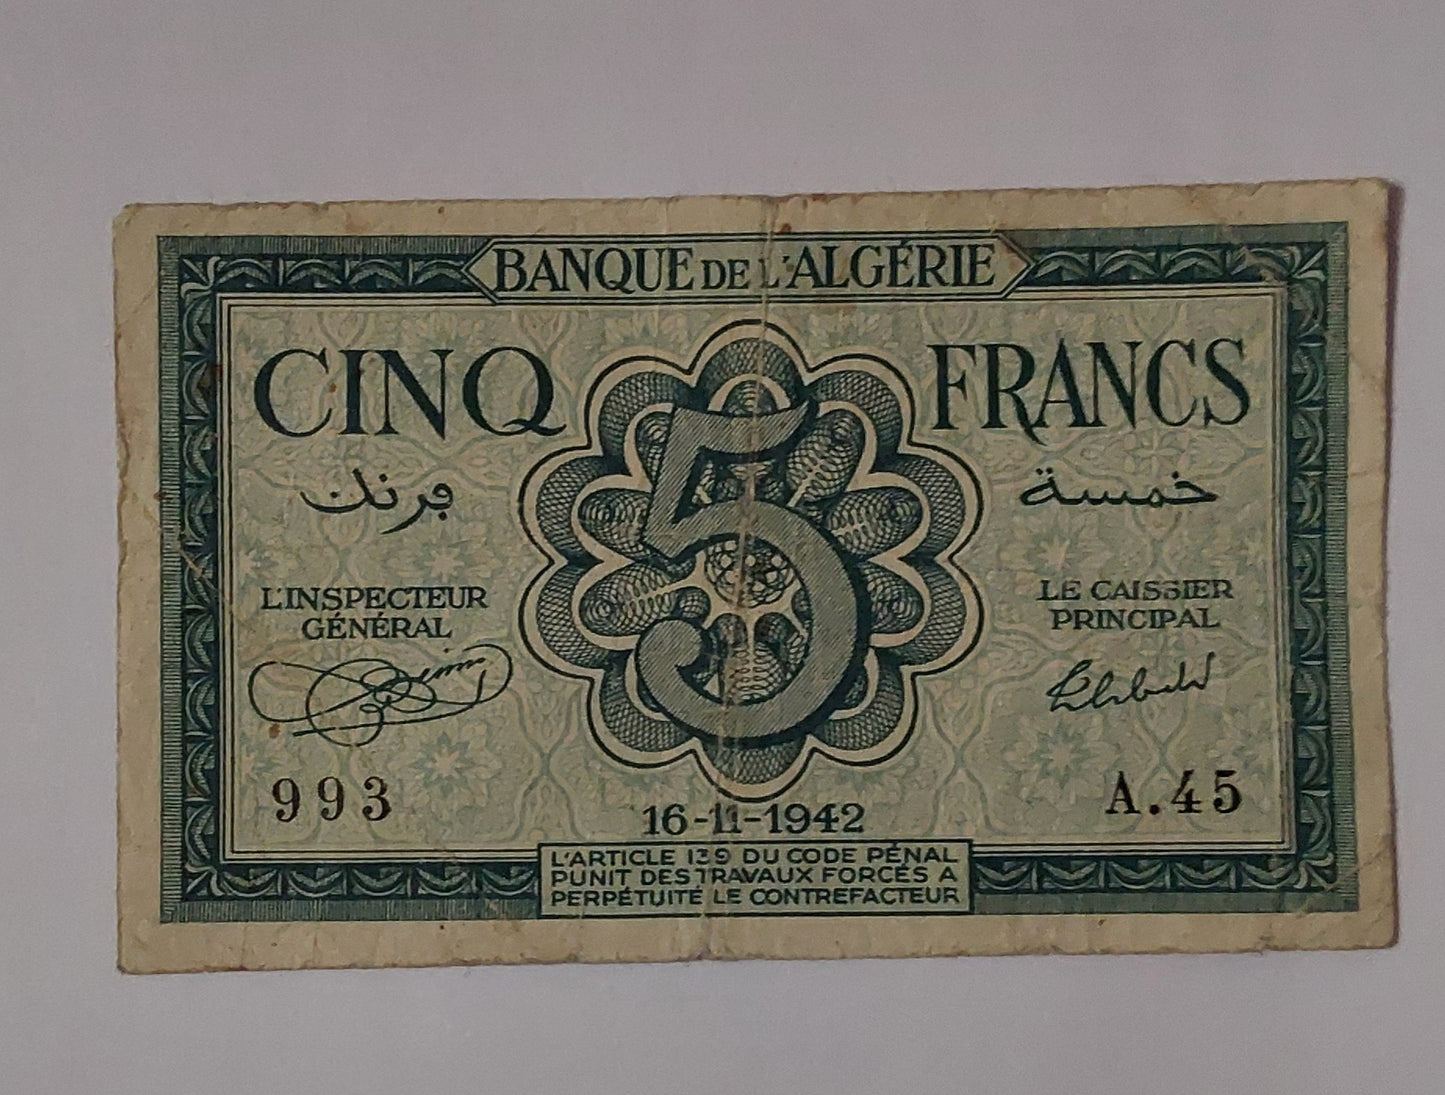 BANQUE DE L'ALGÉRIE
CINQ FRANCS
خمسة فرنك
L'INSPECTEUR
GÉNÉRAL
LE CAISSIER
PRINCIPAL
5
993
A.45
16-11-1942
L'ARTICLE 139 DU CODE PÉNAL
PUNIT DES TRAVAUX FORCÉS A
PERPÉTUITÉ LE CONTREFACTEUR